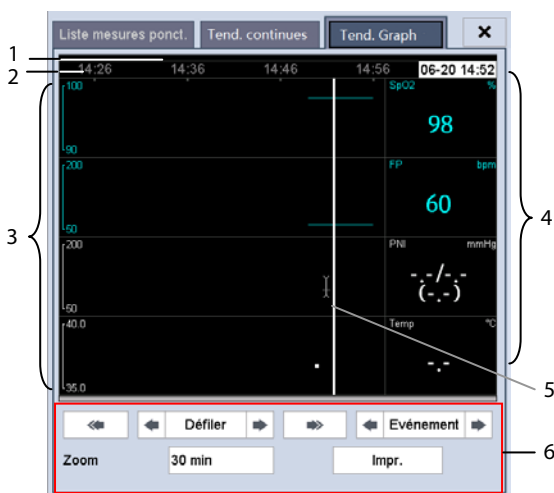 Liste mesures ponct. Tend. continues Tend. Graph ×
1
2 14:26 14:36 14:46 14:56 06-20 14:52
100 SpO2 %
98
90
200 FP bpm
60
50
3 4
200 PNI mmHg
-.-/-.-
(-.-)
50
40.0 Temp °C
-.-
35.0
5
Défiler Evénement
6
Zoom 30 min Impr.